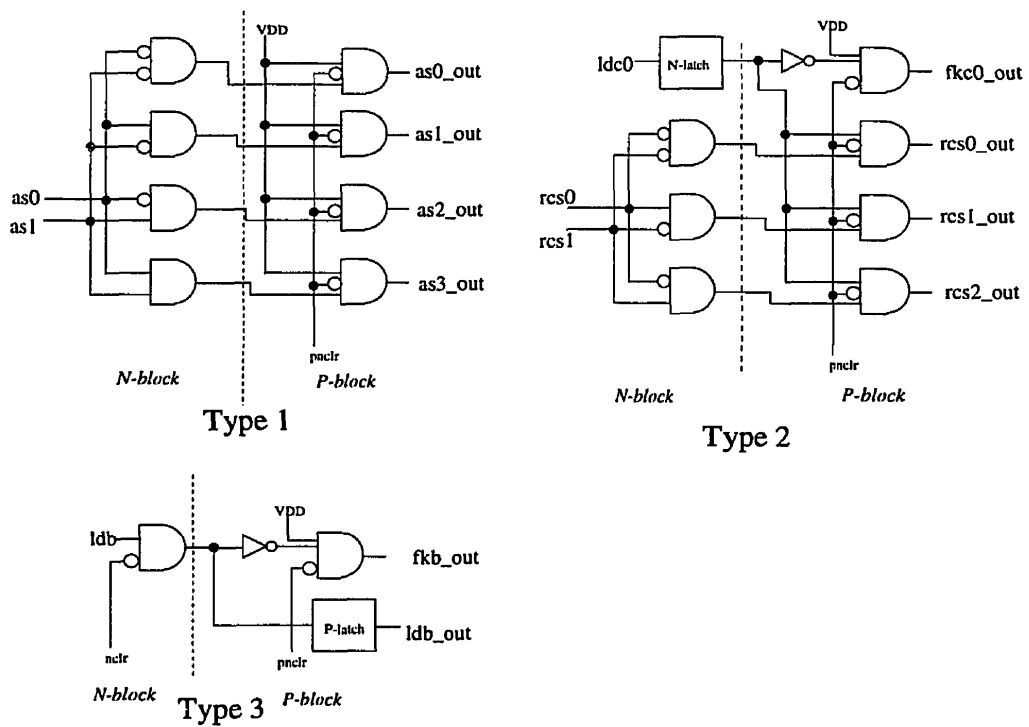 VDD
as0_out
as1_out
as0
as1
as2_out
as3_out
pnclr
N-block
P-block
Type 1
VDD
ldc0
N-latch
fkc0_out
rcs0_out
rcs0
rcs1
rcs1_out
rcs2_out
pnclr
N-block
P-block
Type 2
VDD
ldb
fkb_out
P-latch
ldb_out
nclr
pnclr
N-block
P-block
Type 3